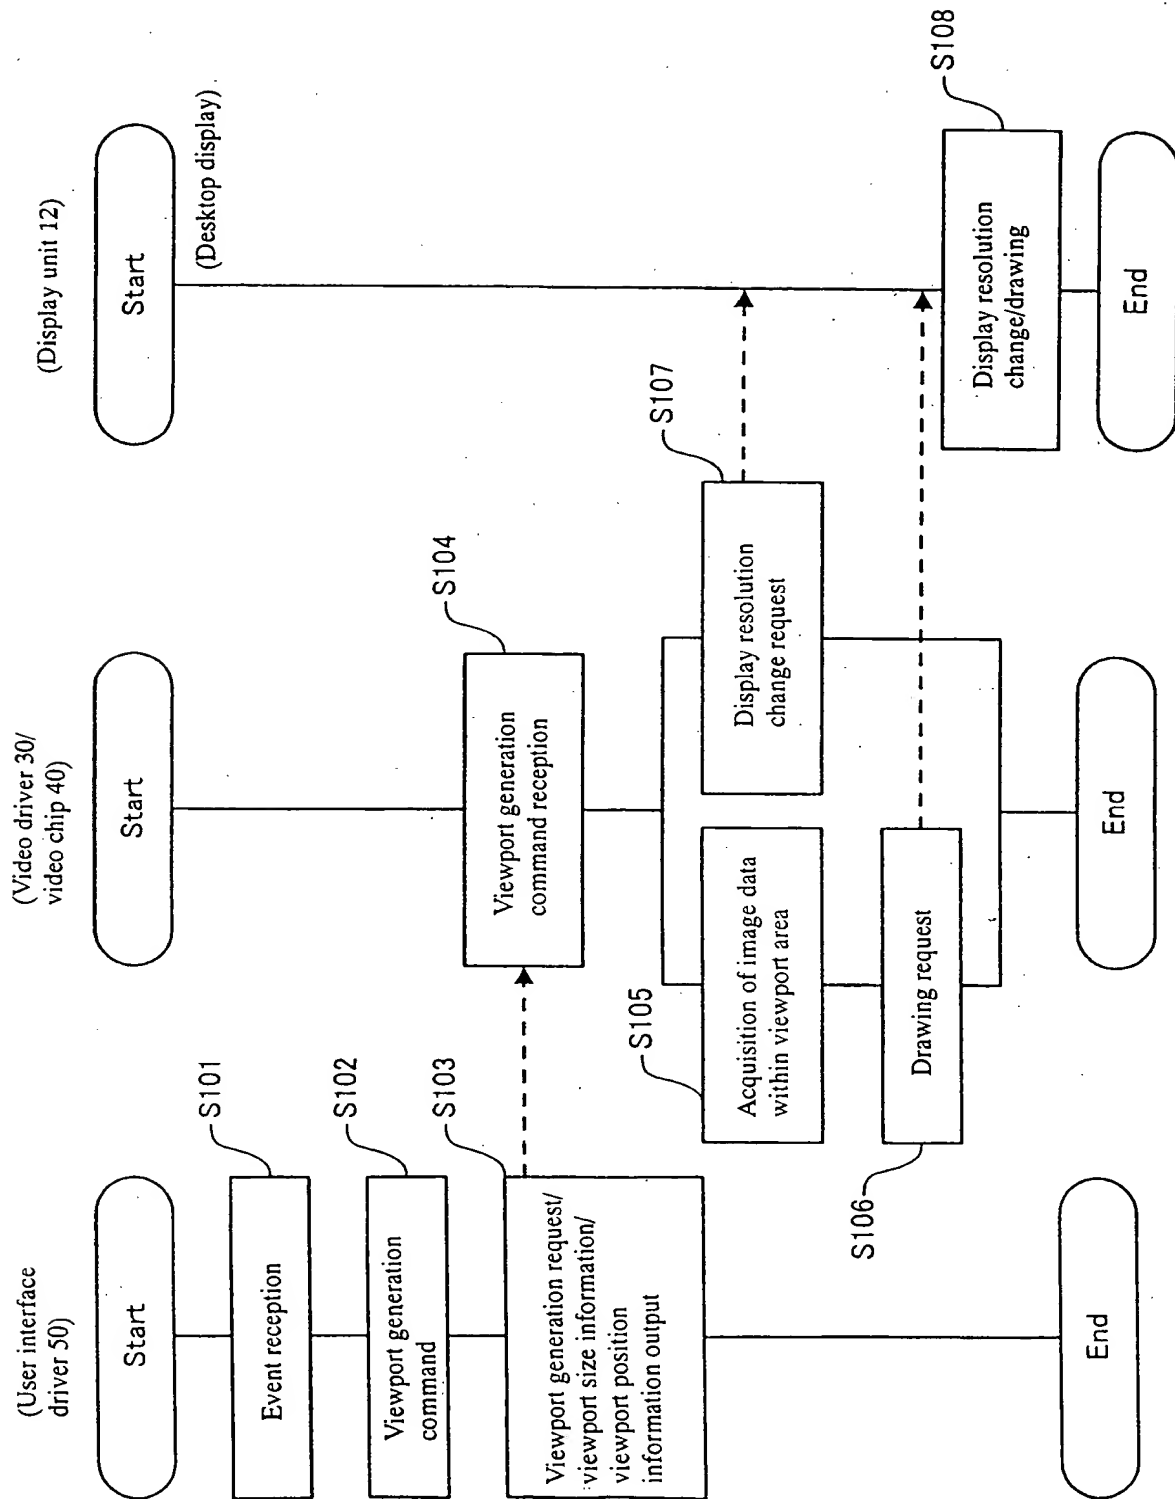 (User interface
driver 50)
Start
S101
Event reception
S102
Viewport generation
command
S103
Viewport generation request/
viewport size information/
viewport position
information output
End
(Video driver 30/
video chip 40)
Start
S104
Viewport generation
command reception
S105
Acquisition of image data
within viewport area
S106
Drawing request
S107
Display resolution
change request
End
(Display unit 12)
Start
(Desktop display)
S108
Display resolution
change/drawing
End